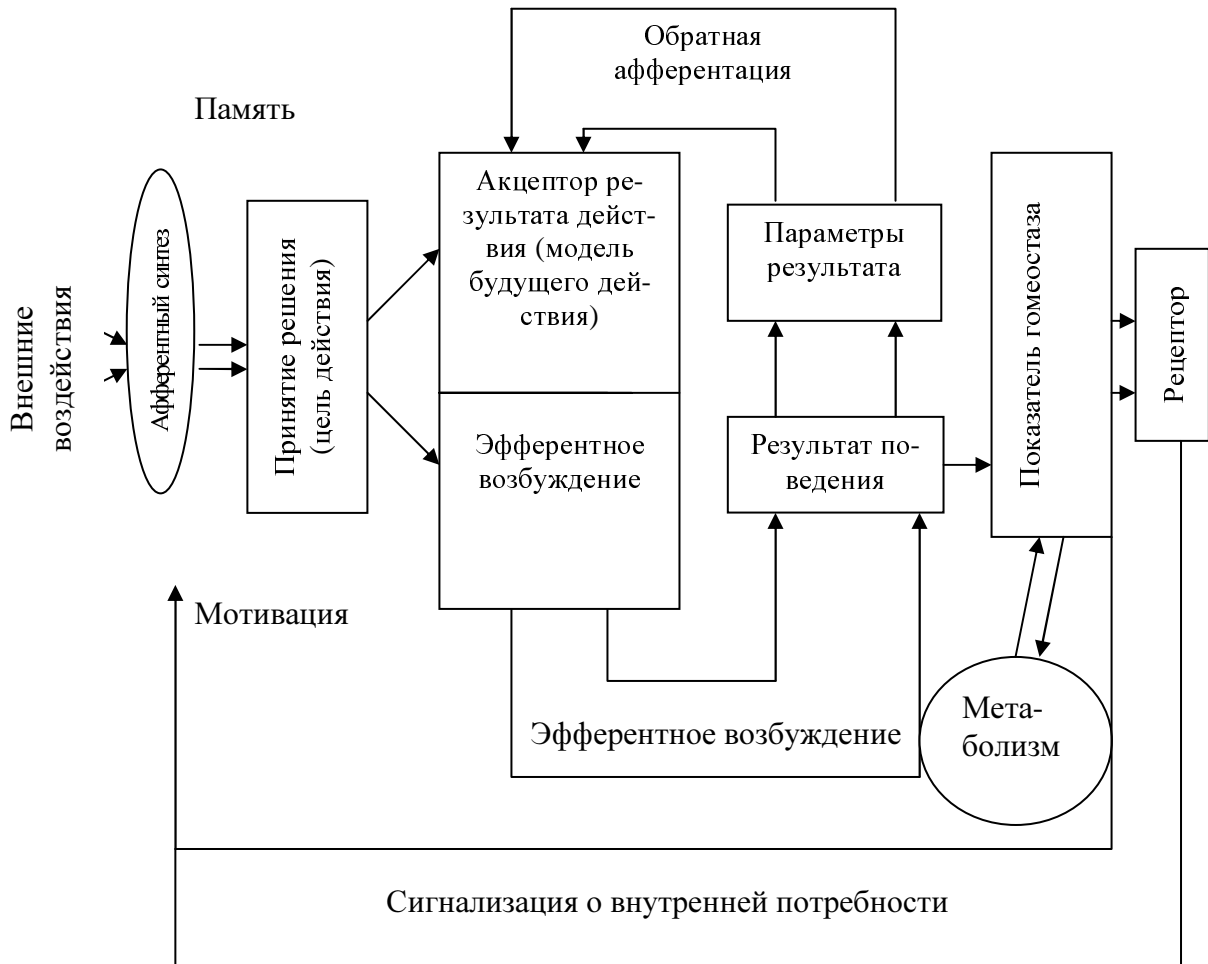 Обратная
афферентация
Память
Внешние
воздействия
Афферентный синтез
Принятие решения
(цель действия)
Акцептор ре-
зультата дейст-
вия (модель
будущего дей-
ствия)
Эфферентное
возбуждение
Параметры
результата
Результат по-
ведения
Показатель гомеостаза
Рецептор
Мотивация
Эфферентное возбуждение
Мета-
болизм
Сигнализация о внутренней потребности